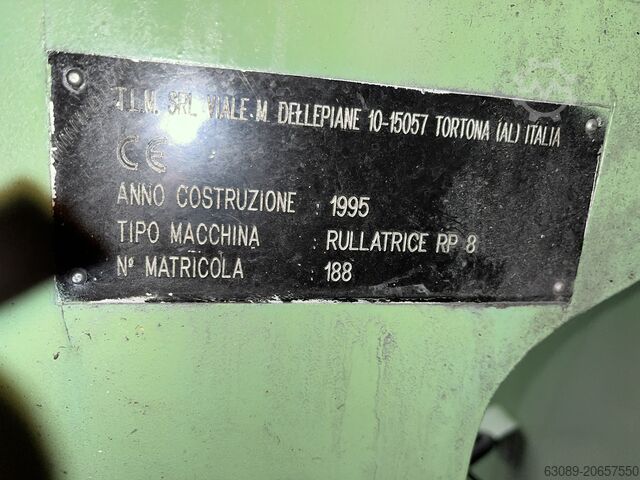 T.L.M. SRL VIALE M. DELLEPIANE 10-15057 TORTONA (AL) ITALIA
CE
ANNO COSTRUZIONE : 1995
TIPO MACCHINA : RULLATRICE RP 8
N° MATRICOLA : 188
63089-20657550